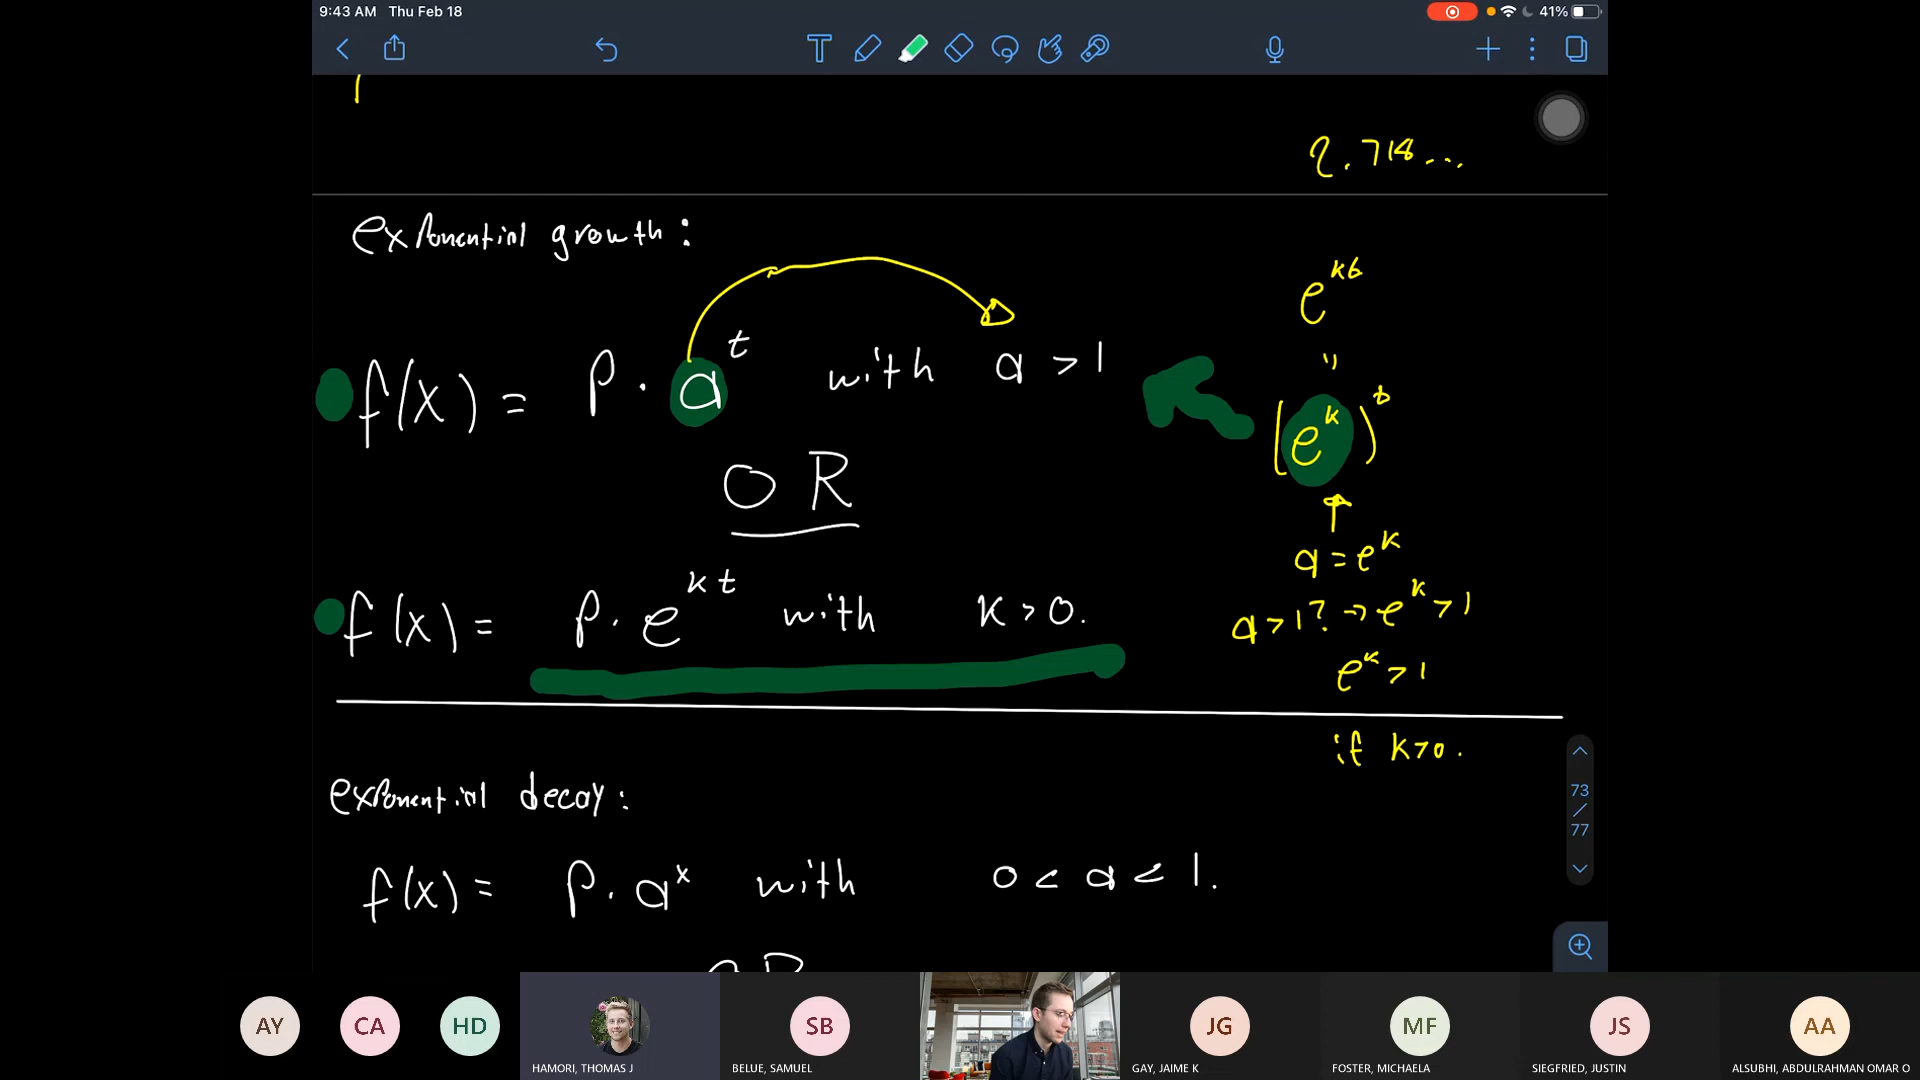 9:43 AM Thu Feb 18
41%
2.718...
exponential growth:
f(x) = P · a^t with a > 1
OR
f(x) = P · e^kt with k > 0.
e^kt
"
(e^k)^t
a = e^k
a > 1? → e^k > 1
e^k > 1
if k > 0.
exponential decay:
f(x) = P · a^x with 0 < a < 1.
OR
73
/
77
AY
CA
HD
HAMORI, THOMAS J
SB
BELUE, SAMUEL
JG
GAY, JAIME K
MF
FOSTER, MICHAELA
JS
SIEGFRIED, JUSTIN
AA
ALSUBHI, ABDULRAHMAN OMAR O